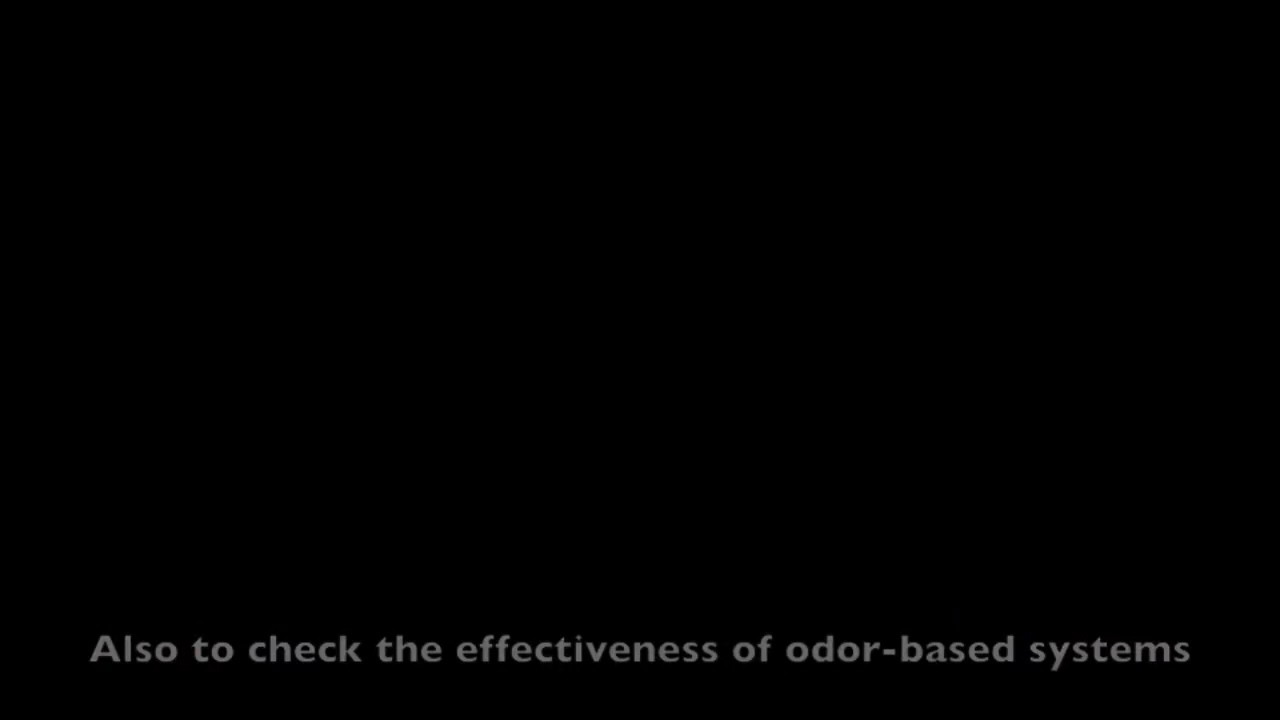 Also to check the effectiveness of odor-based systems